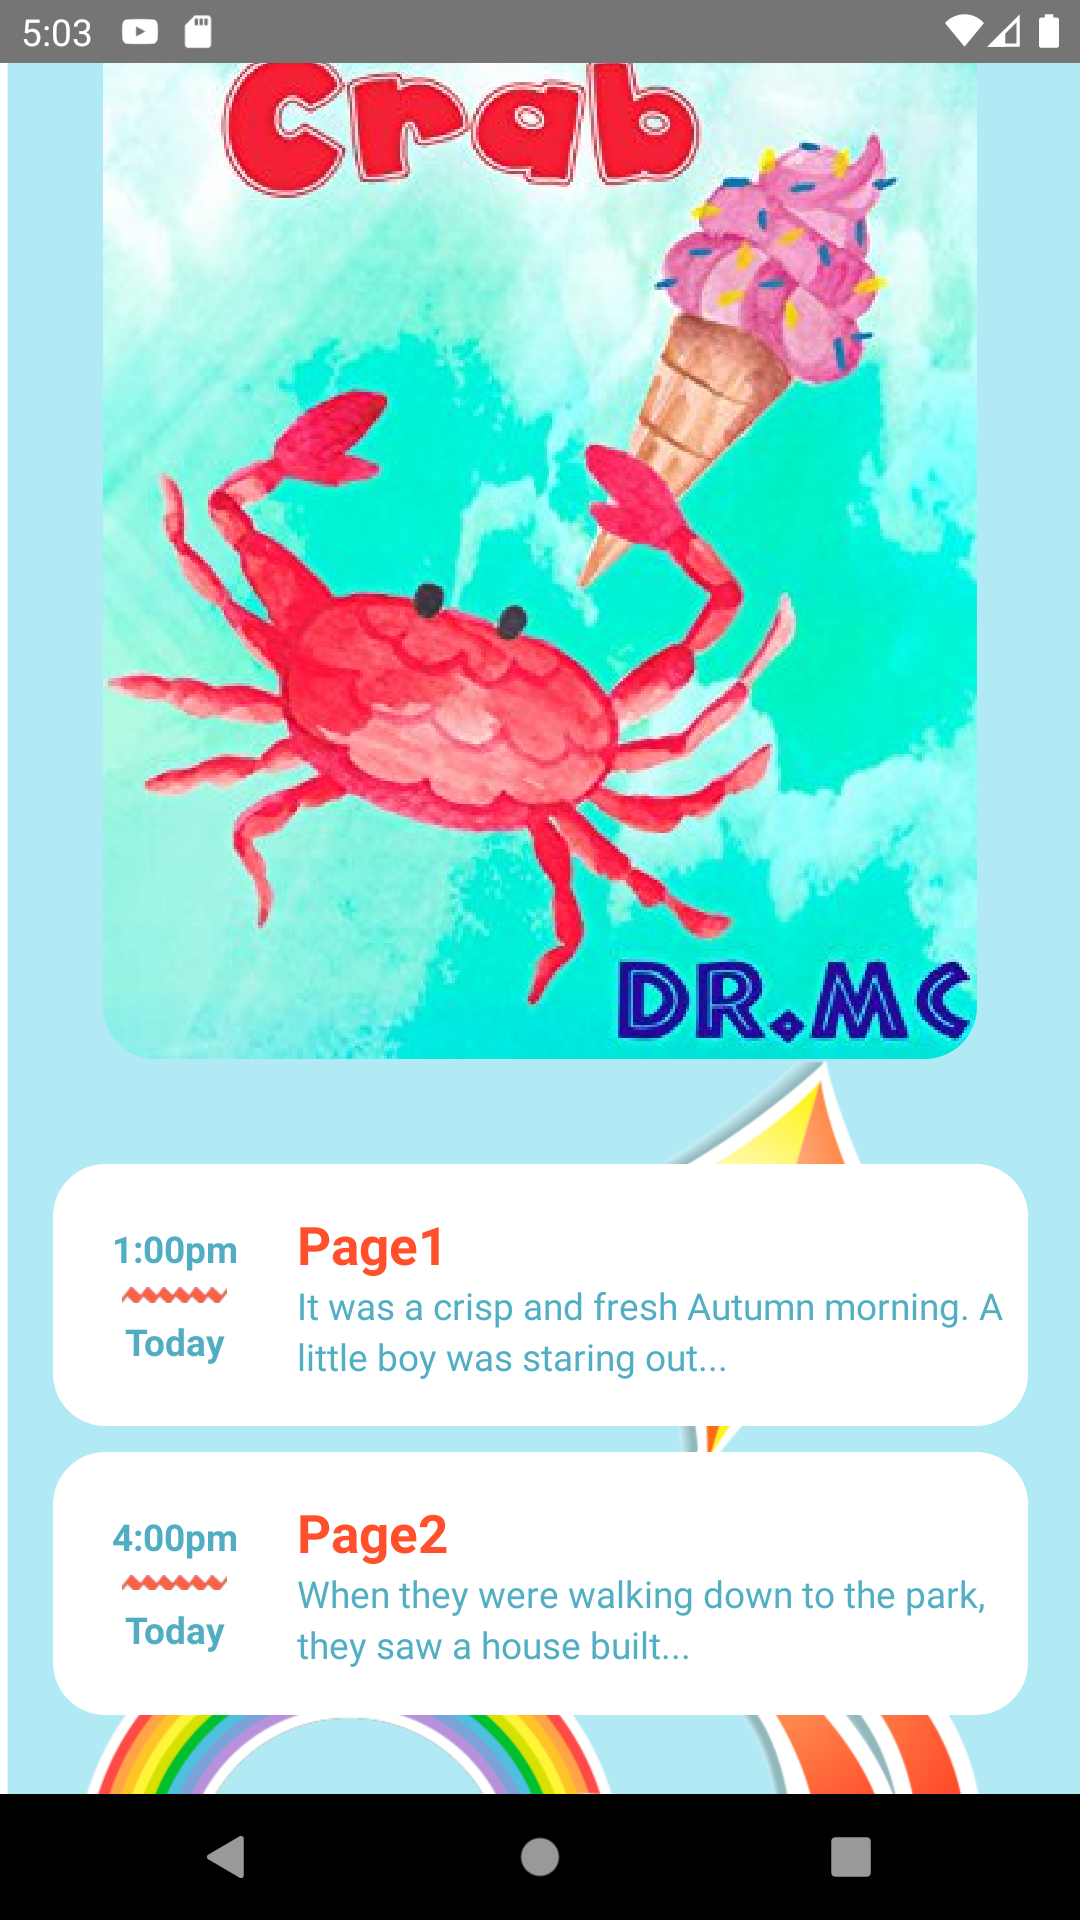 5:03
Crab
DR.MC
1:00pm
Today
Page1
It was a crisp and fresh Autumn morning. A
little boy was staring out...
4:00pm
Today
Page2
When they were walking down to the park,
they saw a house built...